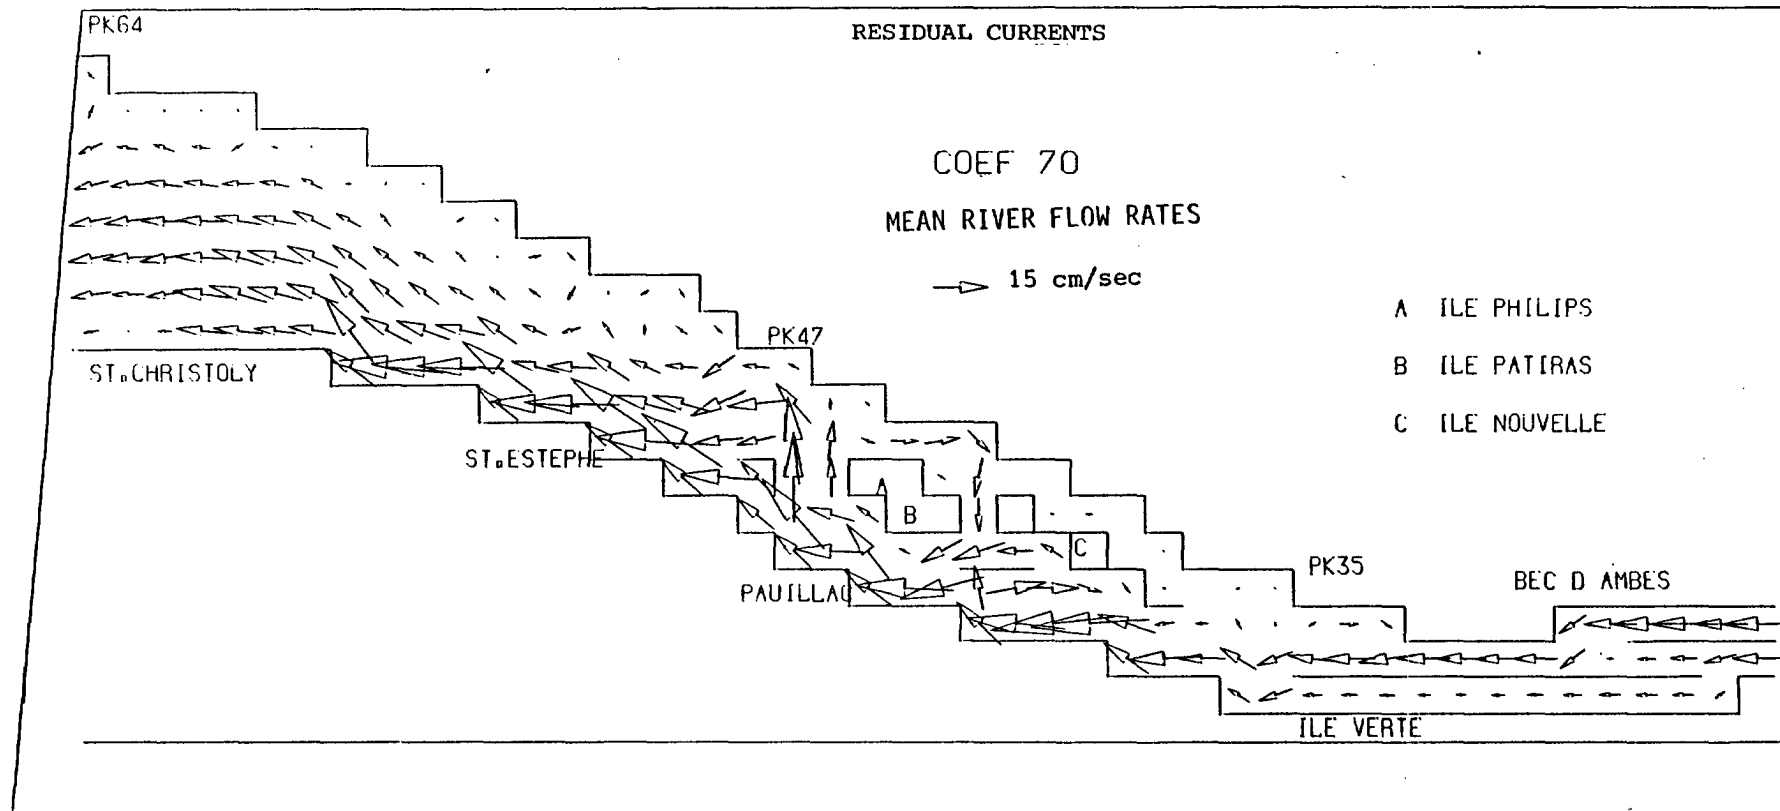 PK64
RESIDUAL CURRENTS
COEF 70
MEAN RIVER FLOW RATES
15 cm/sec
A ILE PHILIPS
B ILE PATIRAS
C ILE NOUVELLE
PK47
ST.CHRISTOLY
ST.ESTEPHE
A
B
C
PAUILLAC
PK35
BEC D AMBES
ILE VERTE